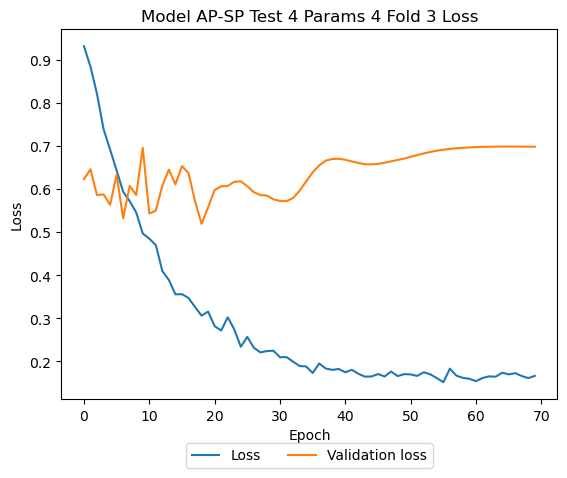 Model AP-SP Test 4 Params 4 Fold 3 Loss
Loss
0.9
0.8
0.7
0.6
0.5
0.4
0.3
0.2
0 10 20 30 40 50 60 70
Epoch
Loss Validation loss